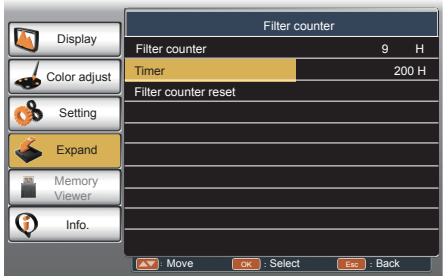 Display
Color adjust
Setting
Expand
Memory
Viewer
Info.
Filter counter
Filter counter 9 H
Timer 200 H
Filter counter reset
: Move OK : Select Esc : Back